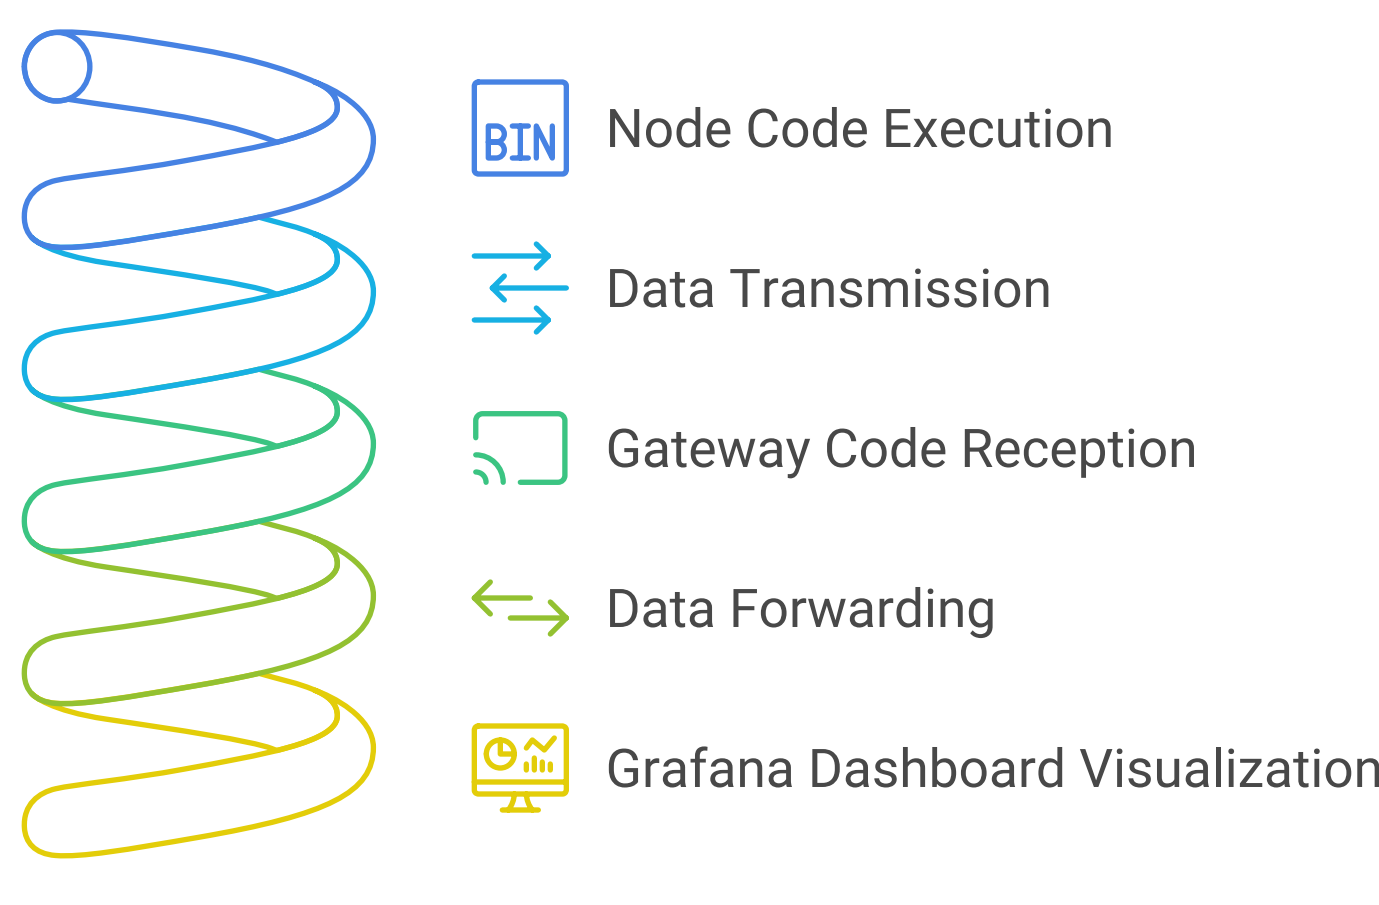 BIN
Node Code Execution
Data Transmission
Gateway Code Reception
Data Forwarding
Grafana Dashboard Visualization